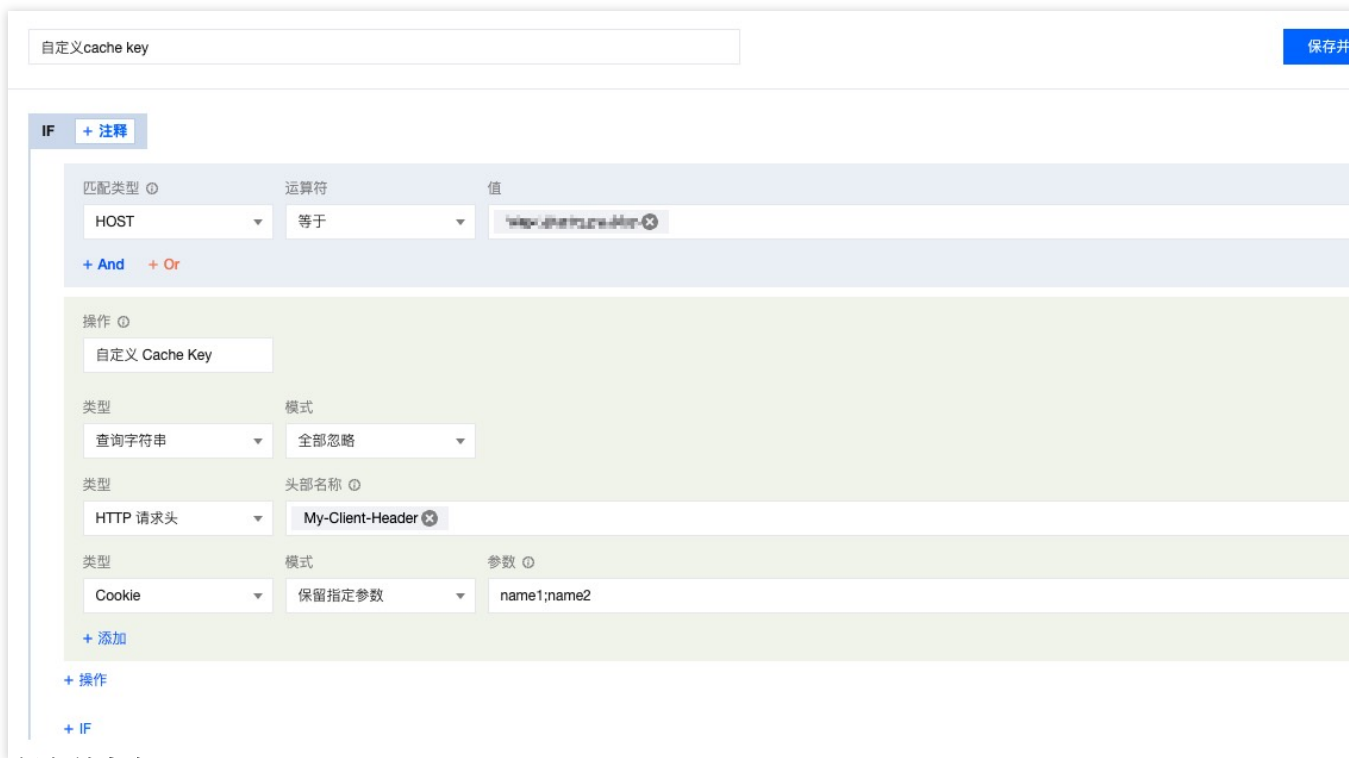 自定义cache key
保存并
IF + 注释
匹配类型 运算符 值
HOST 等于
+ And + Or
操作
自定义 Cache Key
类型 模式
查询字符串 全部忽略
类型 头部名称
HTTP 请求头 My-Client-Header
类型 模式 参数
Cookie 保留指定参数 name1;name2
+ 添加
+ 操作
+ IF